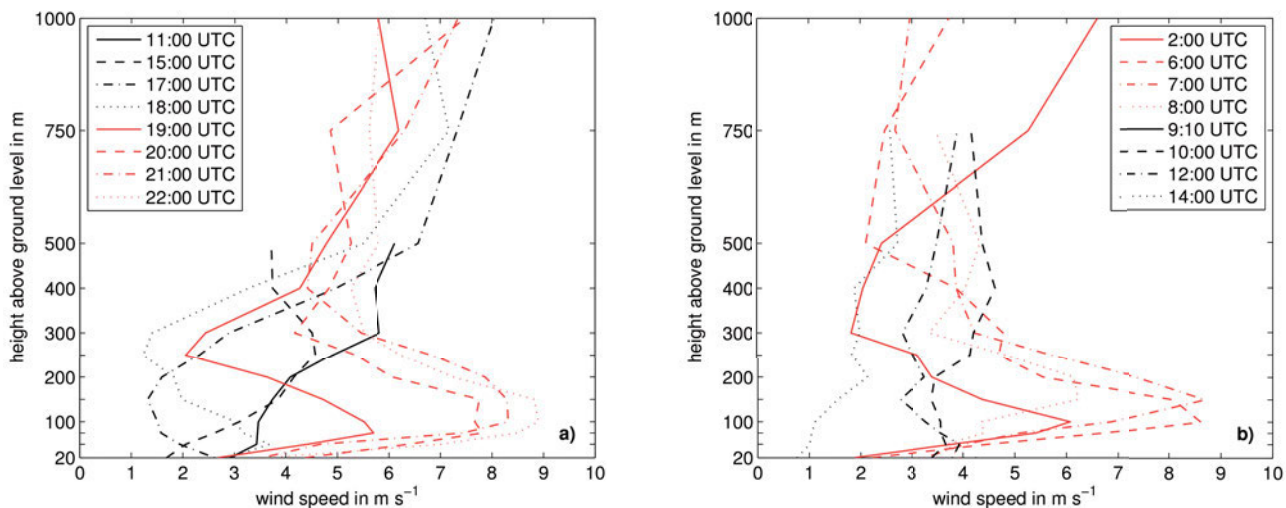 1000
750
500
400
300
200
100
20
height above ground level in m
11:00 UTC
15:00 UTC
17:00 UTC
18:00 UTC
19:00 UTC
20:00 UTC
21:00 UTC
22:00 UTC
a)
0 1 2 3 4 5 6 7 8 9 10
wind speed in m s⁻¹
1000
750
500
400
300
200
100
20
height above ground level in m
2:00 UTC
6:00 UTC
7:00 UTC
8:00 UTC
9:10 UTC
10:00 UTC
12:00 UTC
14:00 UTC
b)
0 1 2 3 4 5 6 7 8 9 10
wind speed in m s⁻¹